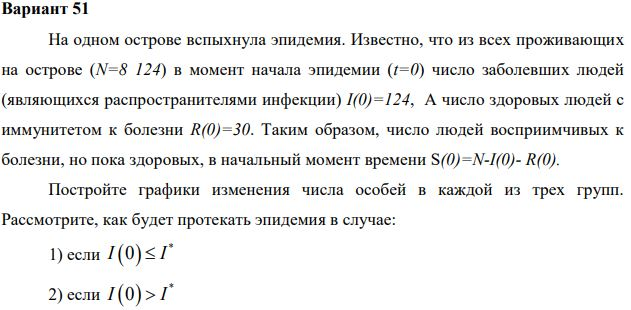 Вариант 51
На одном острове вспыхнула эпидемия. Известно, что из всех проживающих
на острове (N=8 124) в момент начала эпидемии (t=0) число заболевших людей
(являющихся распространителями инфекции) I(0)=124, А число здоровых людей с
иммунитетом к болезни R(0)=30. Таким образом, число людей восприимчивых к
болезни, но пока здоровых, в начальный момент времени S(0)=N-I(0)- R(0).
Постройте графики изменения числа особей в каждой из трех групп.
Рассмотрите, как будет протекать эпидемия в случае:
1) если I(0) ≤ I*
2) если I(0) > I*